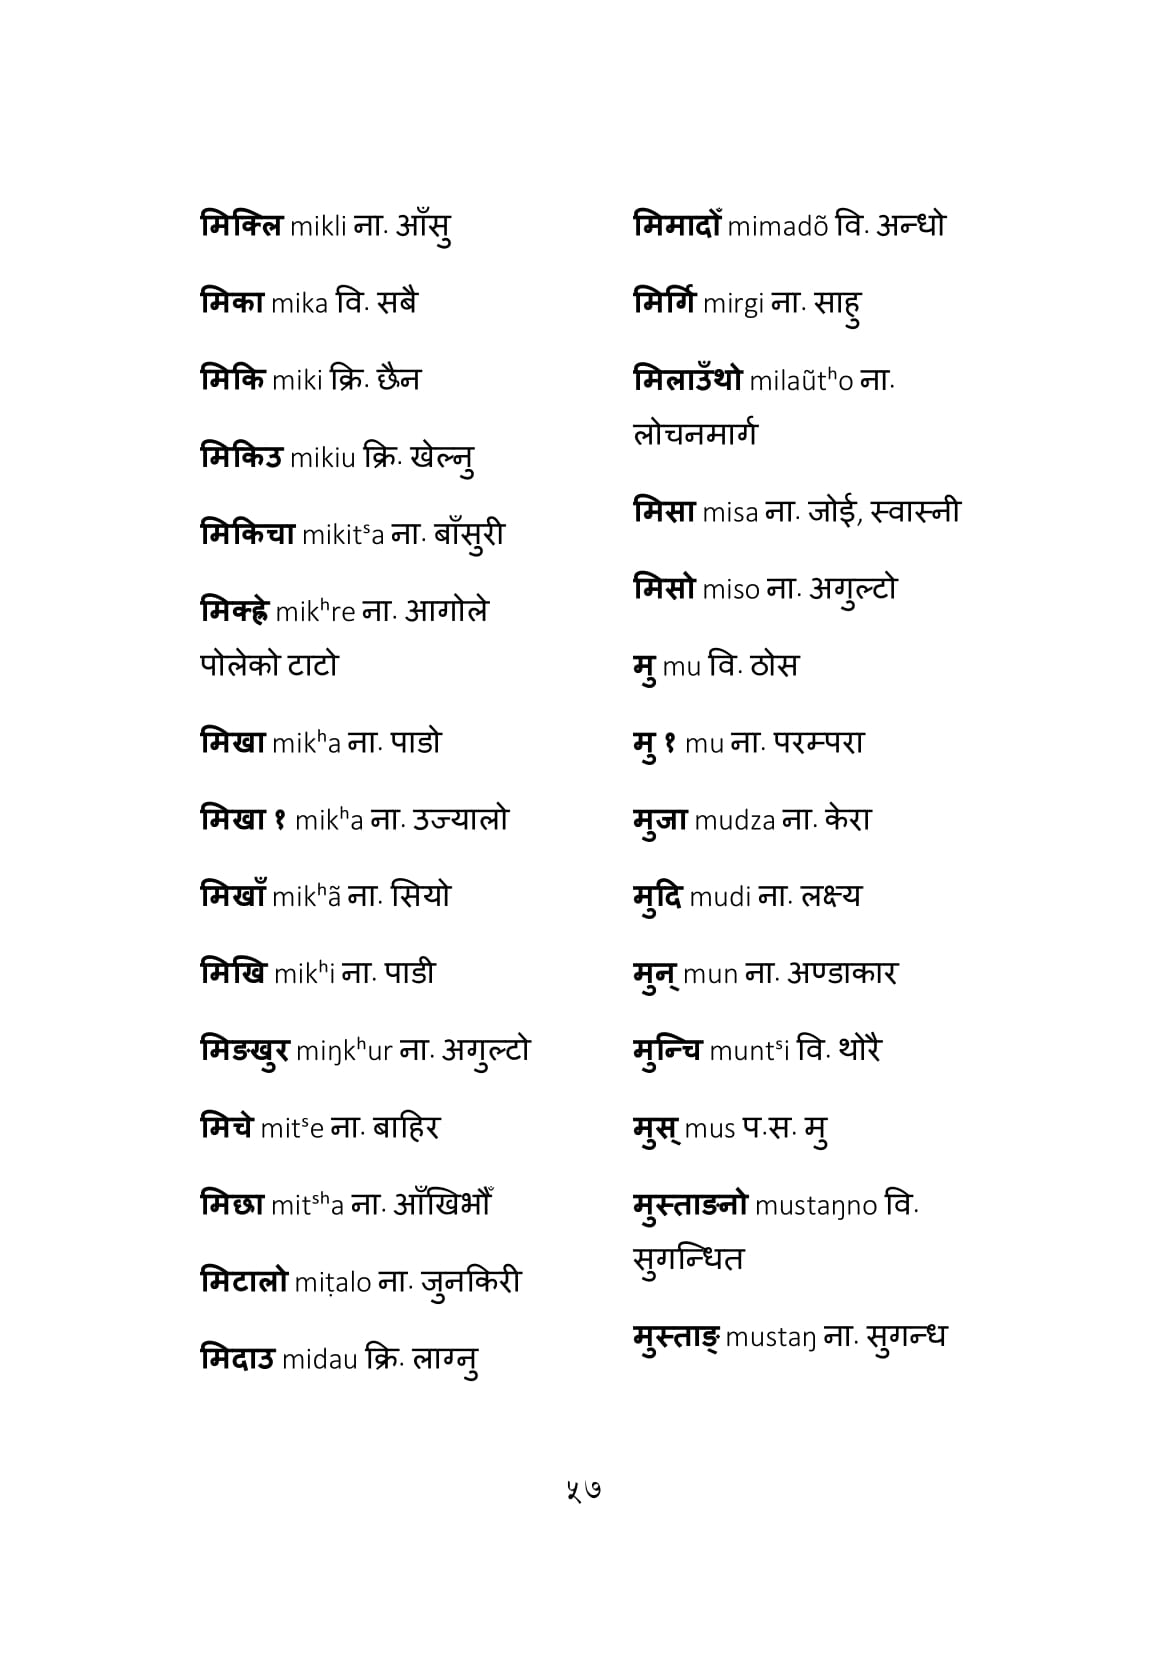 मिक्लि mikli ना. आँसु
मिका mika वि. सबै
मिकि miki क्रि. छैन
मिकिउ mikiu क्रि. खेल्नु
मिकिचा mikitˢa ना. बाँसुरी
मिक्ह्रे mikʰre ना. आगोले
पोलेको टाटो
मिखा mikʰa ना. पाडो
मिखा १ mikʰa ना. उज्यालो
मिखाँ mikʰã ना. सियो
मिखि mikʰi ना. पाडी
मिङखुर miŋkʰur ना. अगुल्टो
मिचे mitˢe ना. बाहिर
मिछा mitˢʰa ना. आँखिभौँ
मिटालो miṭalo ना. जुनकिरी
मिदाउ midau क्रि. लाग्नु
मिमादोँ mimadõ वि. अन्धो
मिर्गि mirgi ना. साहु
मिलाउँथो milaũtʰo ना.
लोचनमार्ग
मिसा misa ना. जोई, स्वास्नी
मिसो miso ना. अगुल्टो
मु mu वि. ठोस
मु १ mu ना. परम्परा
मुजा mudza ना. केरा
मुदि mudi ना. लक्ष्य
मुन् mun ना. अण्डाकार
मुन्चि muntˢi वि. थोरै
मुस् mus प.स. मु
मुस्ताङनो mustaŋno वि.
सुगन्धित
मुस्ताङ् mustaŋ ना. सुगन्ध
५७